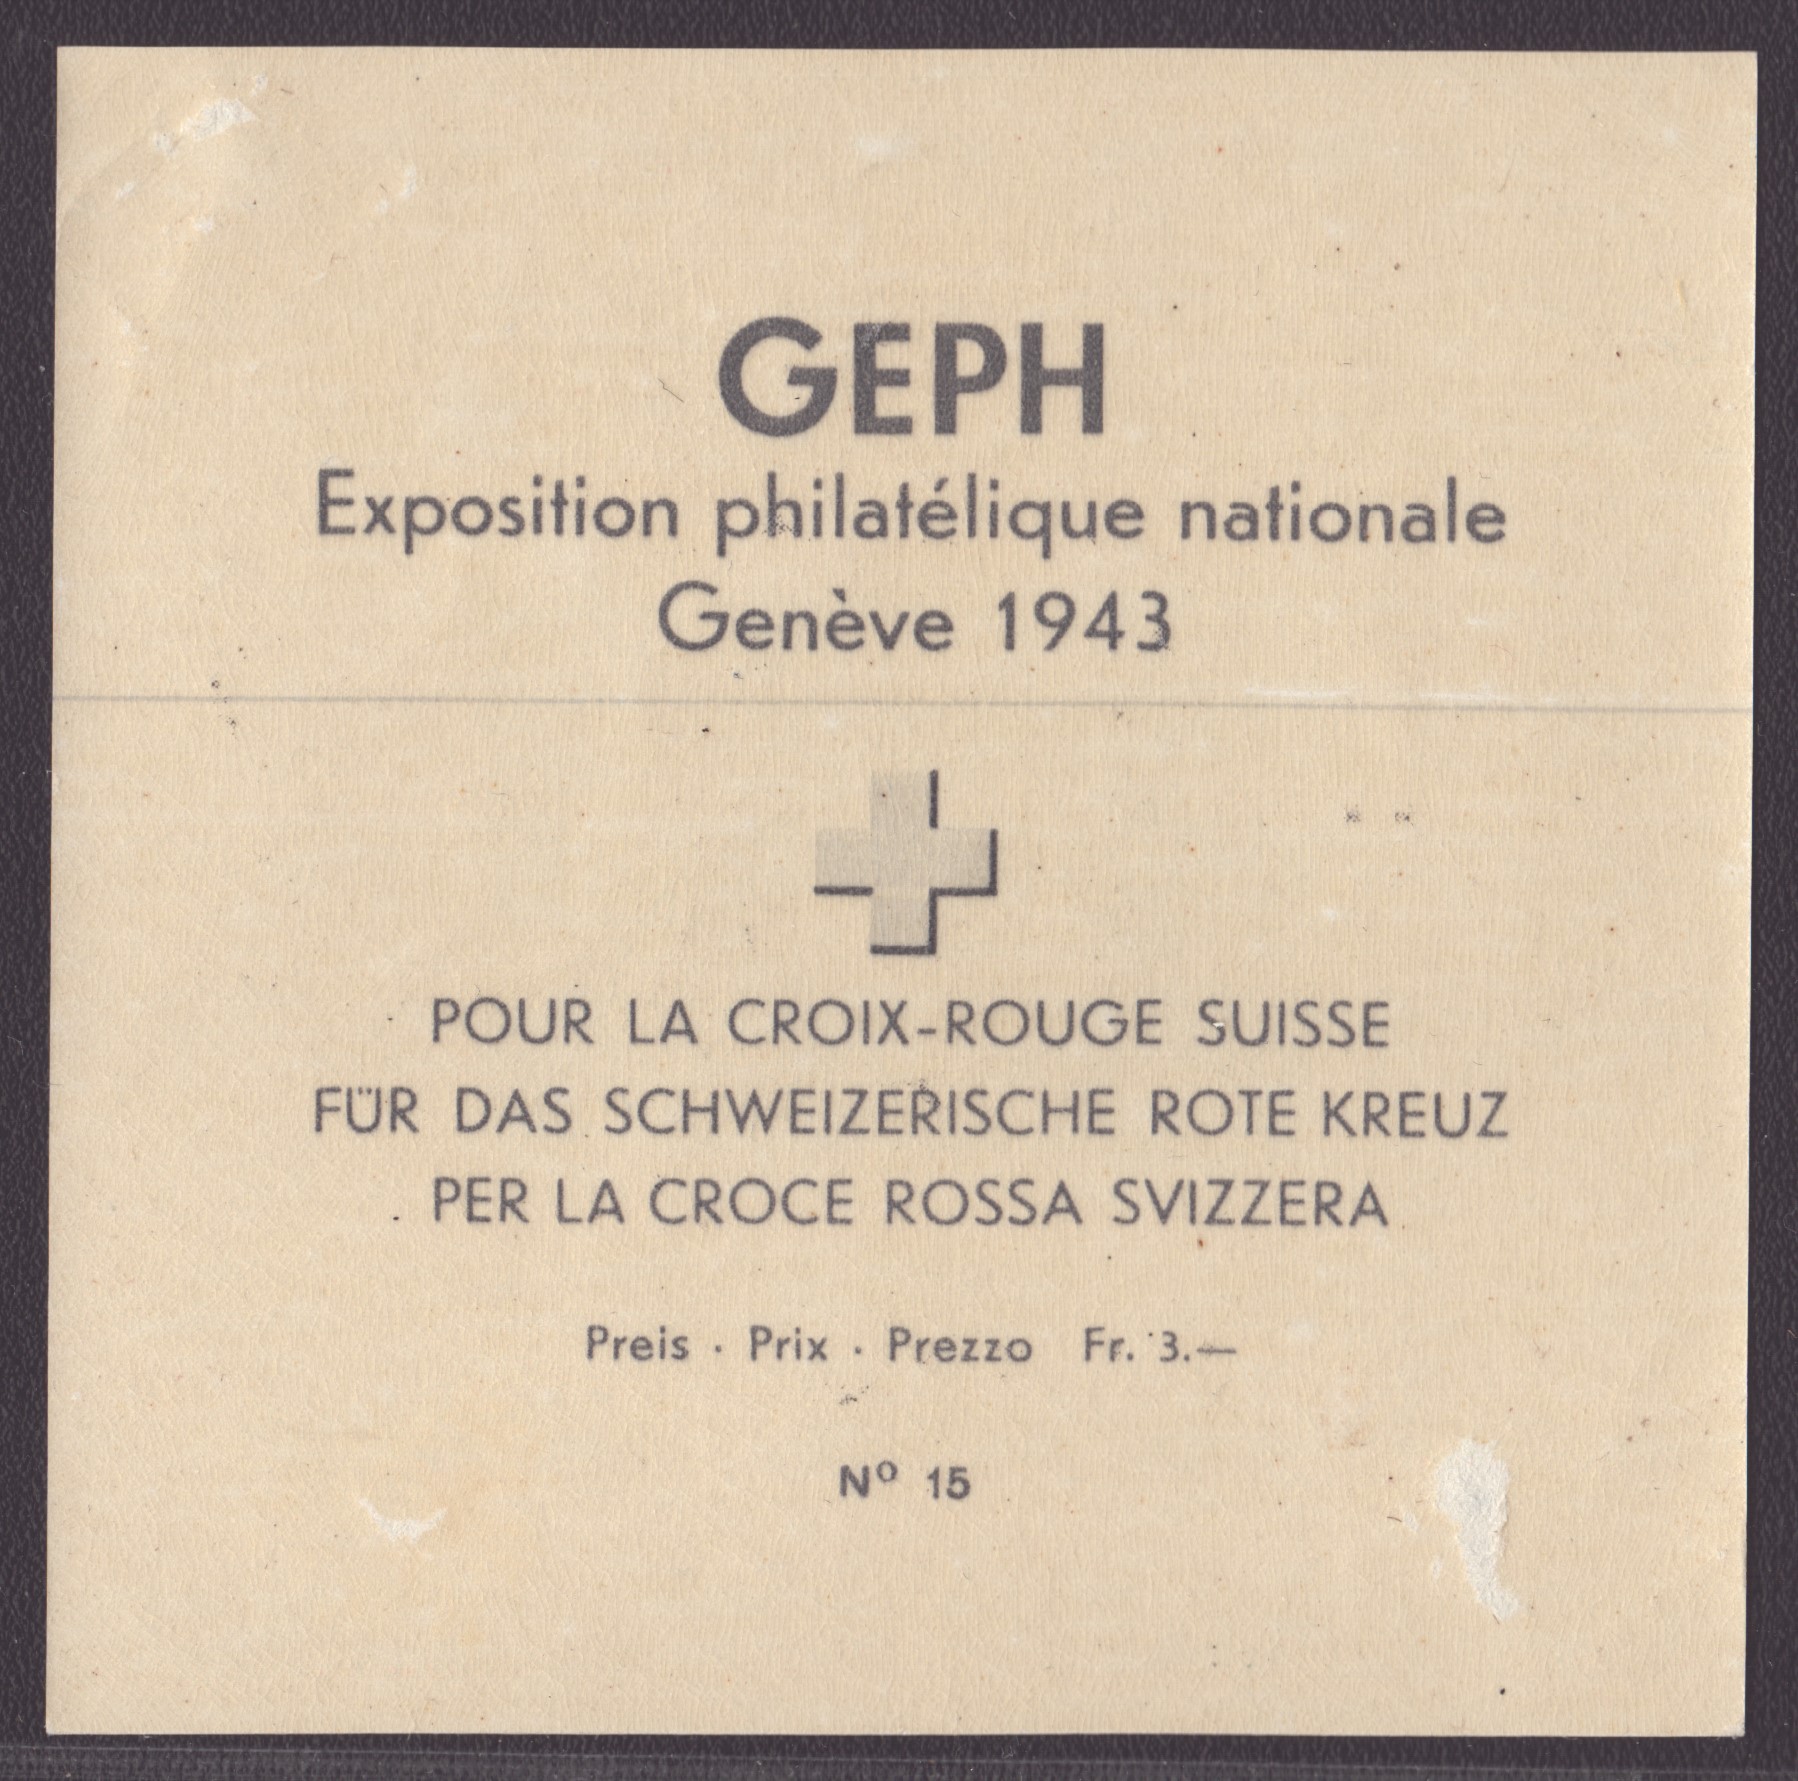 GEPH
Exposition philatélique nationale
Genève 1943
POUR LA CROIX-ROUGE SUISSE
FÜR DAS SCHWEIZERISCHE ROTE KREUZ
PER LA CROCE ROSSA SVIZZERA
Preis · Prix · Prezzo Fr. 3.—
Nº 15